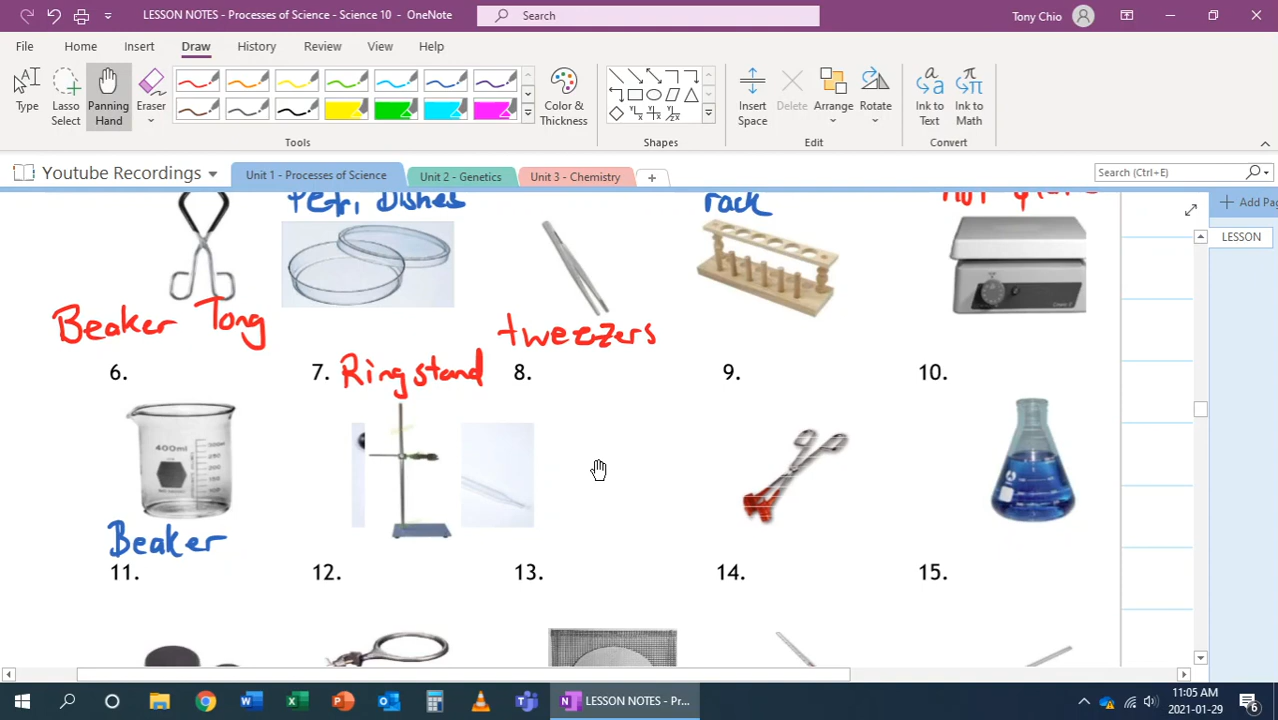 LESSON NOTES - Processes of Science - Science 10 - OneNote
Search
Tony Chio
File Home Insert Draw History Review View Help
Type
Lasso Select
Panning Hand
Eraser
Color & Thickness
Insert Space
Delete
Arrange
Rotate
Ink to Text
Ink to Math
Tools Shapes Edit Convert
Youtube Recordings Unit 1 - Processes of Science Unit 2 - Genetics Unit 3 - Chemistry Search (Ctrl+E)
Add Pag
LESSON
Petri Dishes rack
Beaker Tong tweezers
6. 7. Ring stand 8. 9. 10.
400ml
Beaker
11. 12. 13. 14. 15.
LESSON NOTES - Pr...
11:05 AM
2021-01-29
6